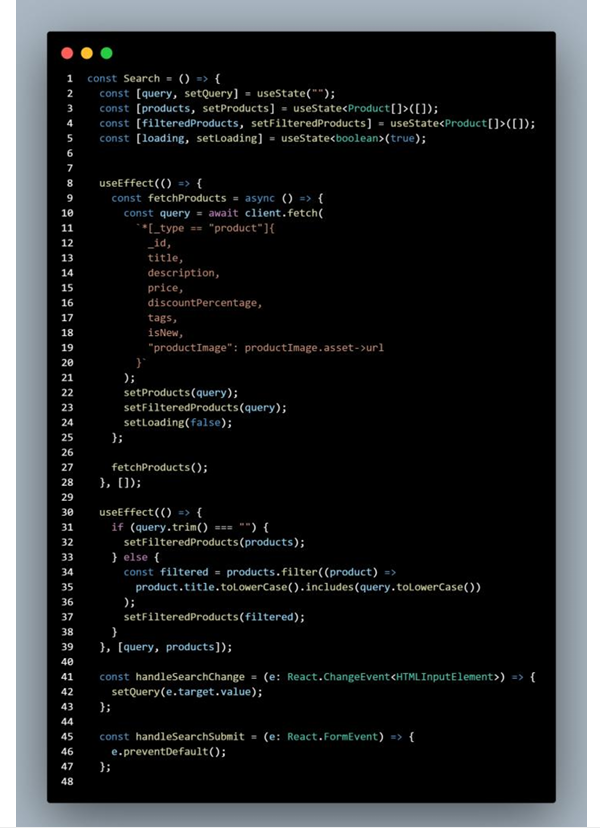 1 const Search = () => {
2 const [query, setQuery] = useState("");
3 const [products, setProducts] = useState<Product[]>([]);
4 const [filteredProducts, setFilteredProducts] = useState<Product[]>([]);
5 const [loading, setLoading] = useState<boolean>(true);
6
7
8 useEffect(() => {
9 const fetchProducts = async () => {
10 const query = await client.fetch(
11 `*[_type == "product"]{
12 _id,
13 title,
14 description,
15 price,
16 discountPercentage,
17 tags,
18 isNew,
19 "productImage": productImage.asset->url
20 }`
21 );
22 setProducts(query);
23 setFilteredProducts(query);
24 setLoading(false);
25 };
26
27 fetchProducts();
28 }, []);
29
30 useEffect(() => {
31 if (query.trim() === "") {
32 setFilteredProducts(products);
33 } else {
34 const filtered = products.filter((product) =>
35 product.title.toLowerCase().includes(query.toLowerCase())
36 );
37 setFilteredProducts(filtered);
38 }
39 }, [query, products]);
40
41 const handleSearchChange = (e: React.ChangeEvent<HTMLInputElement>) => {
42 setQuery(e.target.value);
43 };
44
45 const handleSearchSubmit = (e: React.FormEvent) => {
46 e.preventDefault();
47 };
48